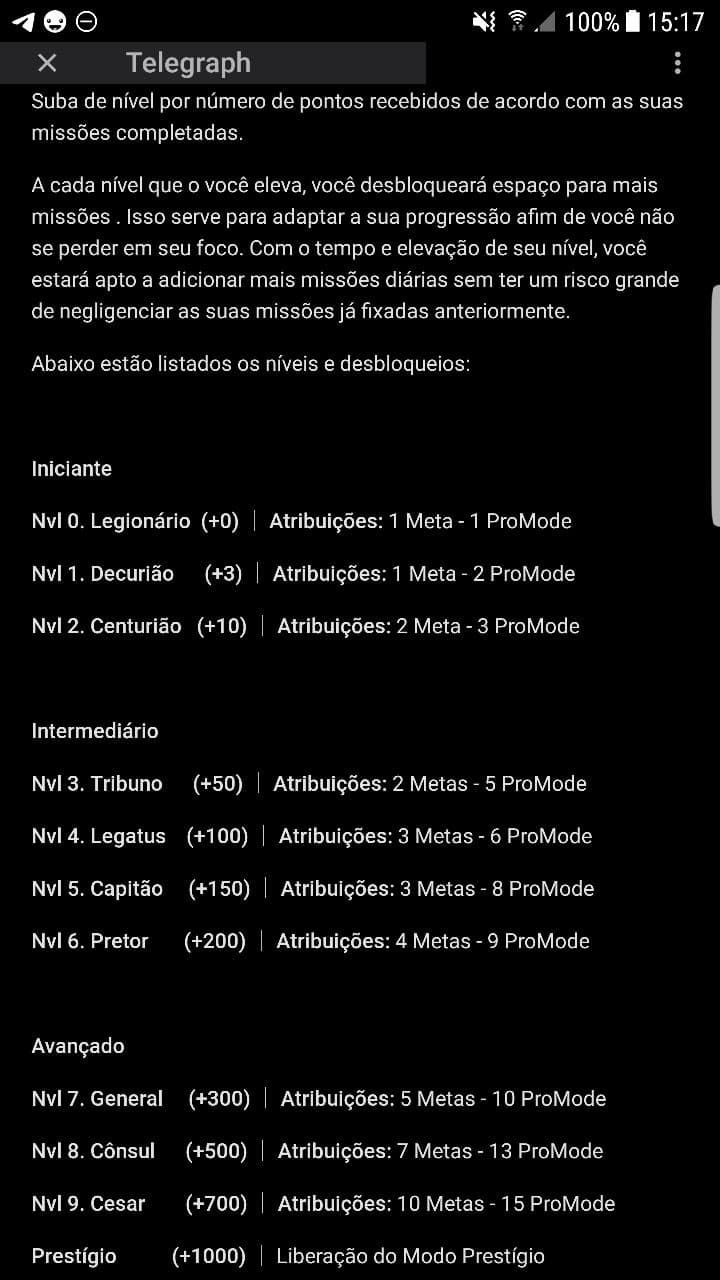 100% 15:17
Telegraph
Suba de nível por número de pontos recebidos de acordo com as suas
missões completadas.
A cada nível que o você eleva, você desbloqueará espaço para mais
missões . Isso serve para adaptar a sua progressão afim de você não
se perder em seu foco. Com o tempo e elevação de seu nível, você
estará apto a adicionar mais missões diárias sem ter um risco grande
de negligenciar as suas missões já fixadas anteriormente.
Abaixo estão listados os níveis e desbloqueios:
Iniciante
Nvl 0. Legionário (+0) | Atribuições: 1 Meta - 1 ProMode
Nvl 1. Decurião (+3) | Atribuições: 1 Meta - 2 ProMode
Nvl 2. Centurião (+10) | Atribuições: 2 Meta - 3 ProMode
Intermediário
Nvl 3. Tribuno (+50) | Atribuições: 2 Metas - 5 ProMode
Nvl 4. Legatus (+100) | Atribuições: 3 Metas - 6 ProMode
Nvl 5. Capitão (+150) | Atribuições: 3 Metas - 8 ProMode
Nvl 6. Pretor (+200) | Atribuições: 4 Metas - 9 ProMode
Avançado
Nvl 7. General (+300) | Atribuições: 5 Metas - 10 ProMode
Nvl 8. Cônsul (+500) | Atribuições: 7 Metas - 13 ProMode
Nvl 9. Cesar (+700) | Atribuições: 10 Metas - 15 ProMode
Prestígio (+1000) | Liberação do Modo Prestígio